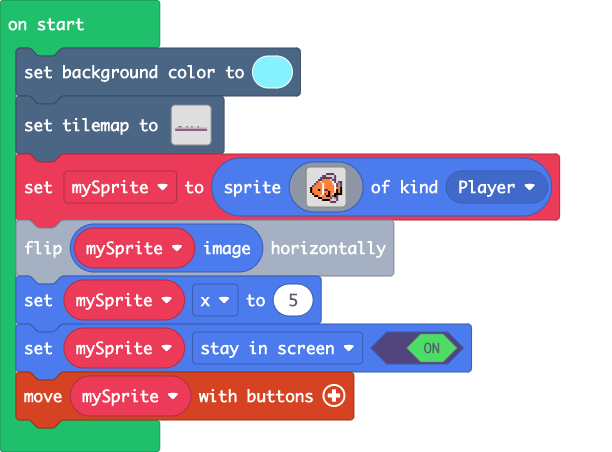 on start
set background color to
set tilemap to
set mySprite to sprite of kind Player
flip mySprite image horizontally
set mySprite x to 5
set mySprite stay in screen ON
move mySprite with buttons